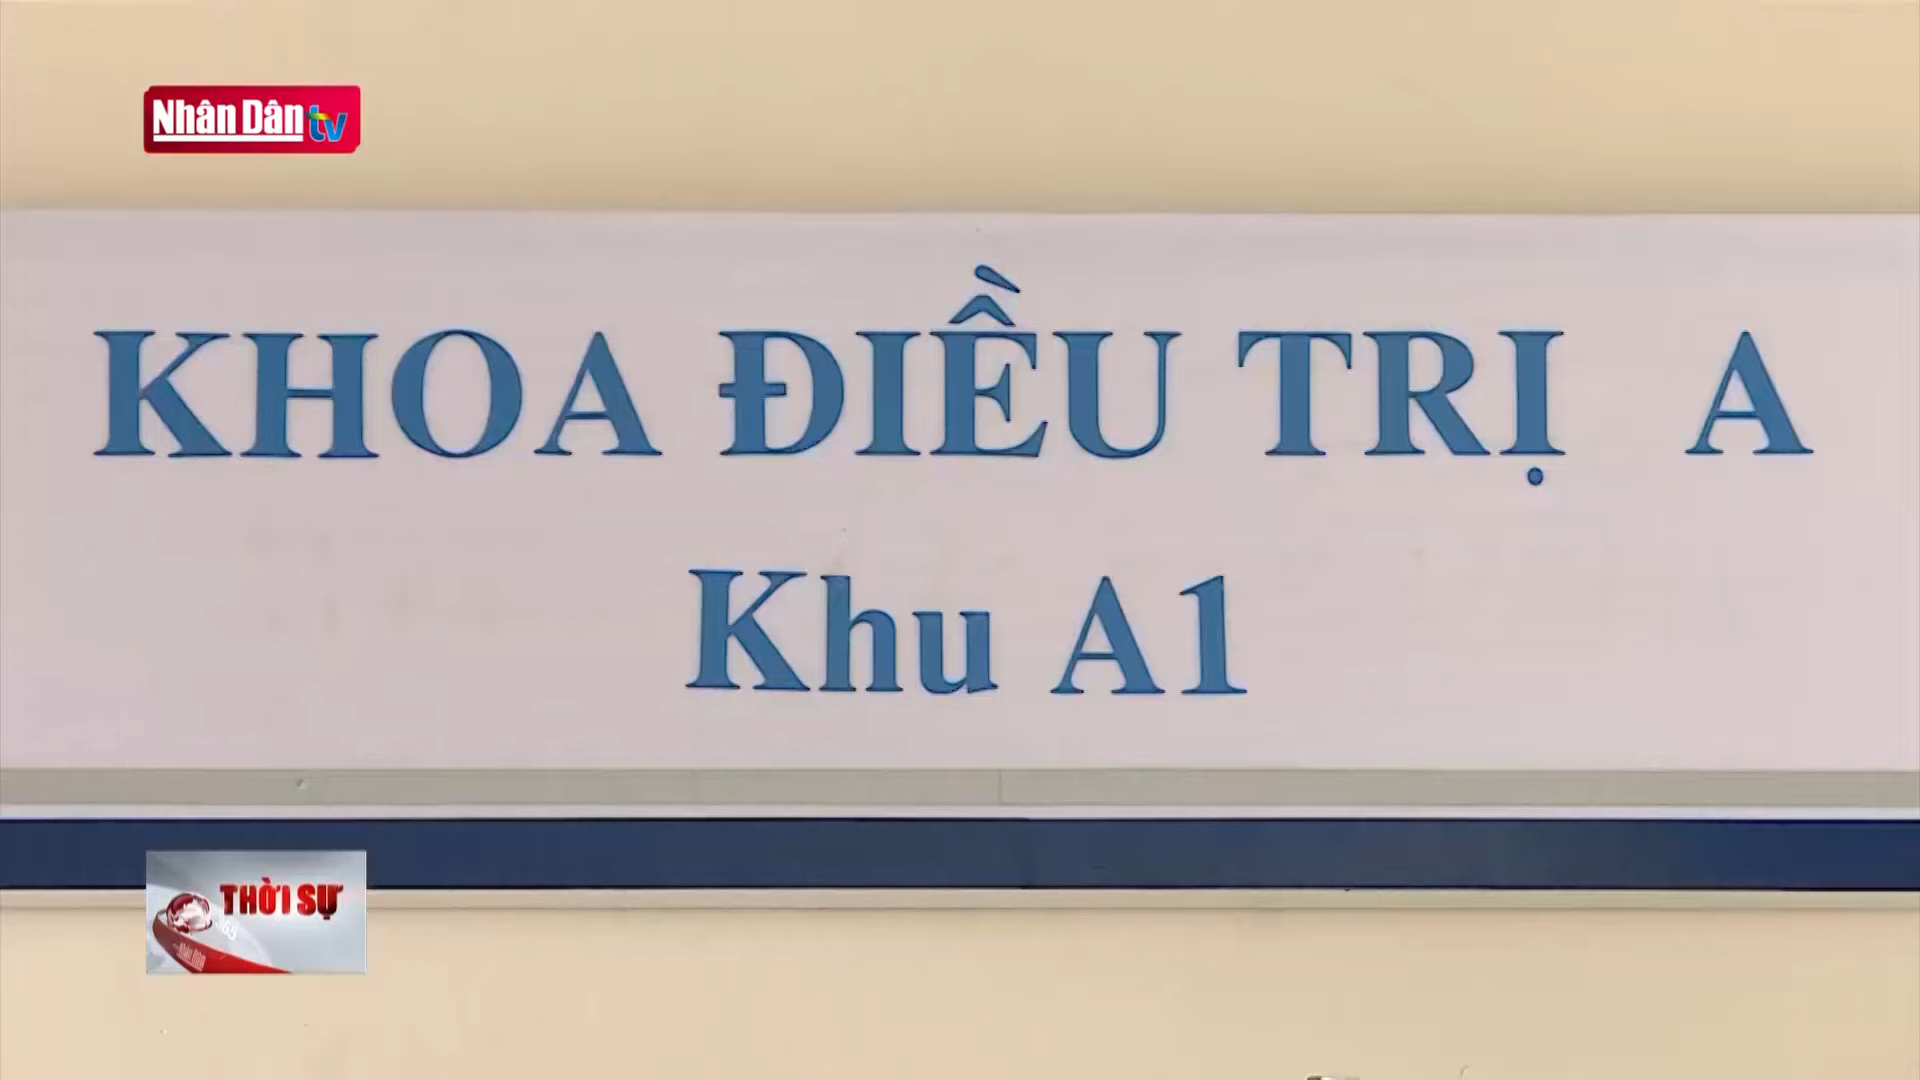 Nhân Dân tv
KHOA ĐIỀU TRỊ A
Khu A1
THỜI SỰ